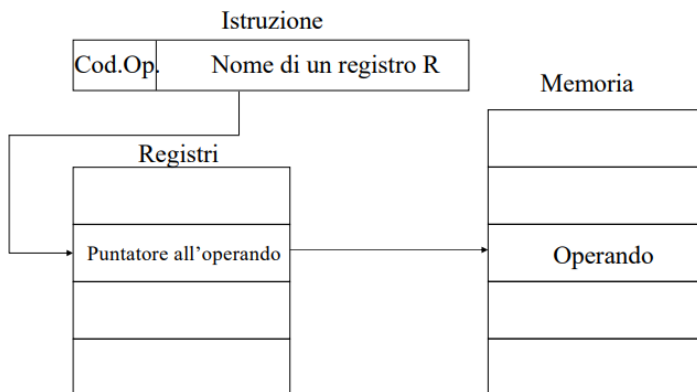 Istruzione
Cod.Op. Nome di un registro R
Memoria
Registri
Puntatore all'operando
Operando